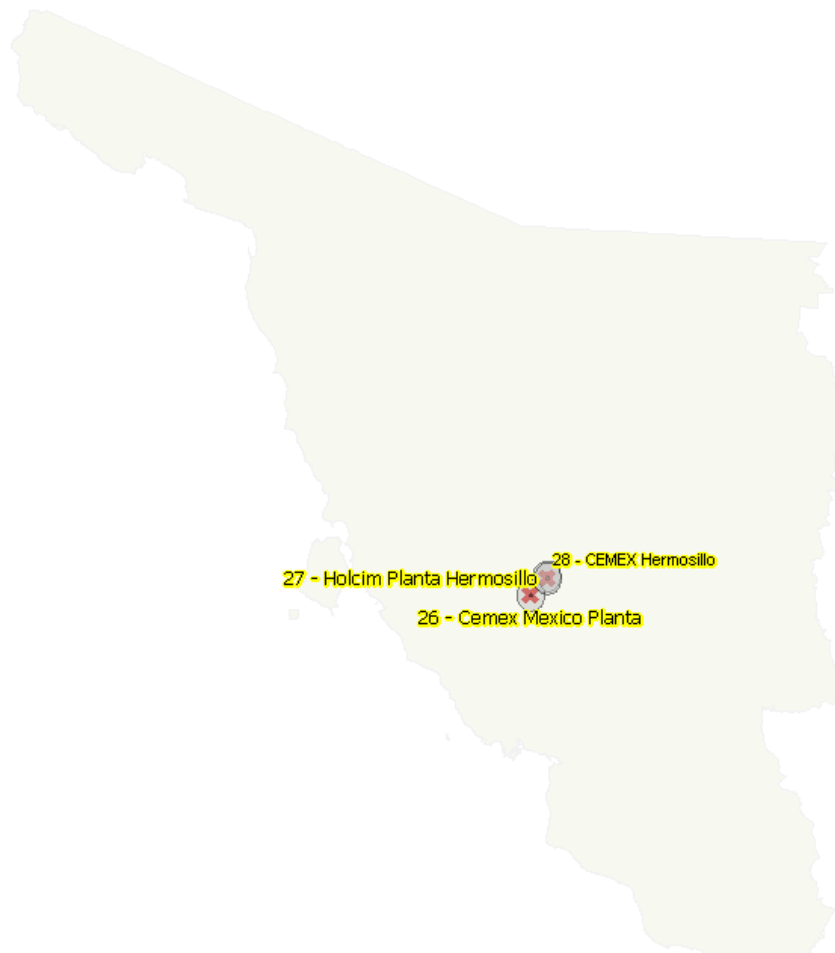 28 - CEMEX Hermosillo
27 - Holcim Planta Hermosillo
26 - Cemex Mexico Planta